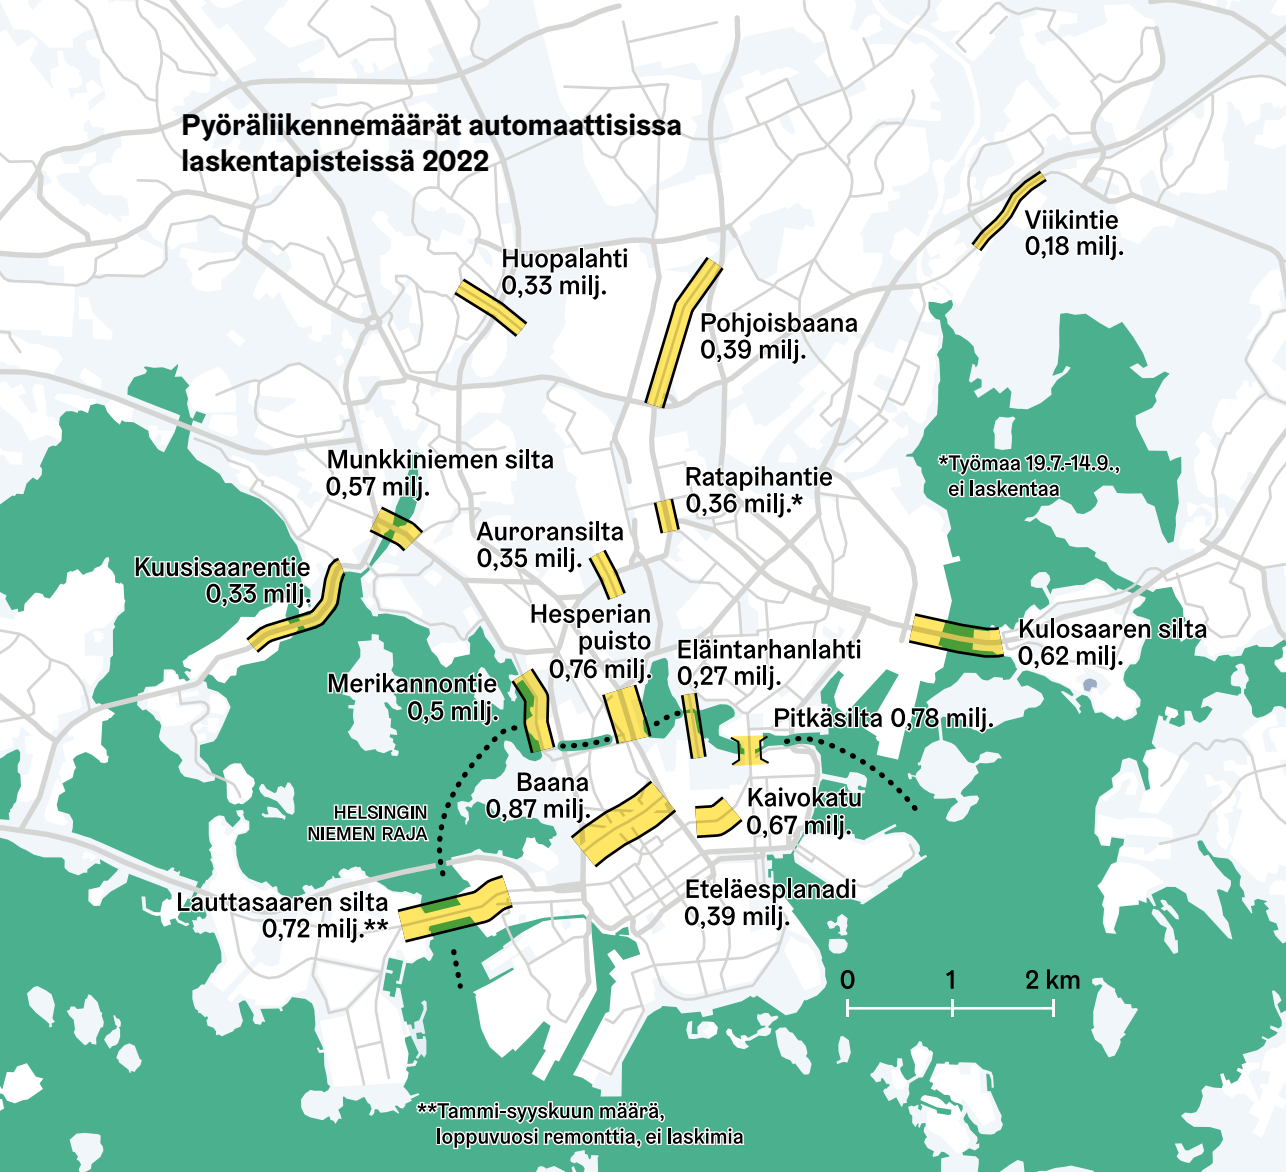 Pyöräliikennemäärät automaattisissa
laskentapisteissä 2022
Viikintie
0,18 milj.
Huopalahti
0,33 milj.
Pohjoisbaana
0,39 milj.
Munkkiniemen silta
0,57 milj.
*Työmaa 19.7.-14.9.,
ei laskentaa
Ratapihantie
0,36 milj.*
Auroransilta
0,35 milj.
Kuusisaarentie
0,33 milj.
Hesperian
puisto
0,76 milj.
Eläintarhanlahti
0,27 milj.
Kulosaaren silta
0,62 milj.
Merikannontie
0,5 milj.
Pitkäsilta 0,78 milj.
Baana
0,87 milj.
Kaivokatu
0,67 milj.
HELSINGIN
NIEMEN RAJA
Lauttasaaren silta
0,72 milj.**
Eteläesplanadi
0,39 milj.
0 1 2 km
**Tammi-syyskuun määrä,
loppuvuosi remonttia, ei laskimia